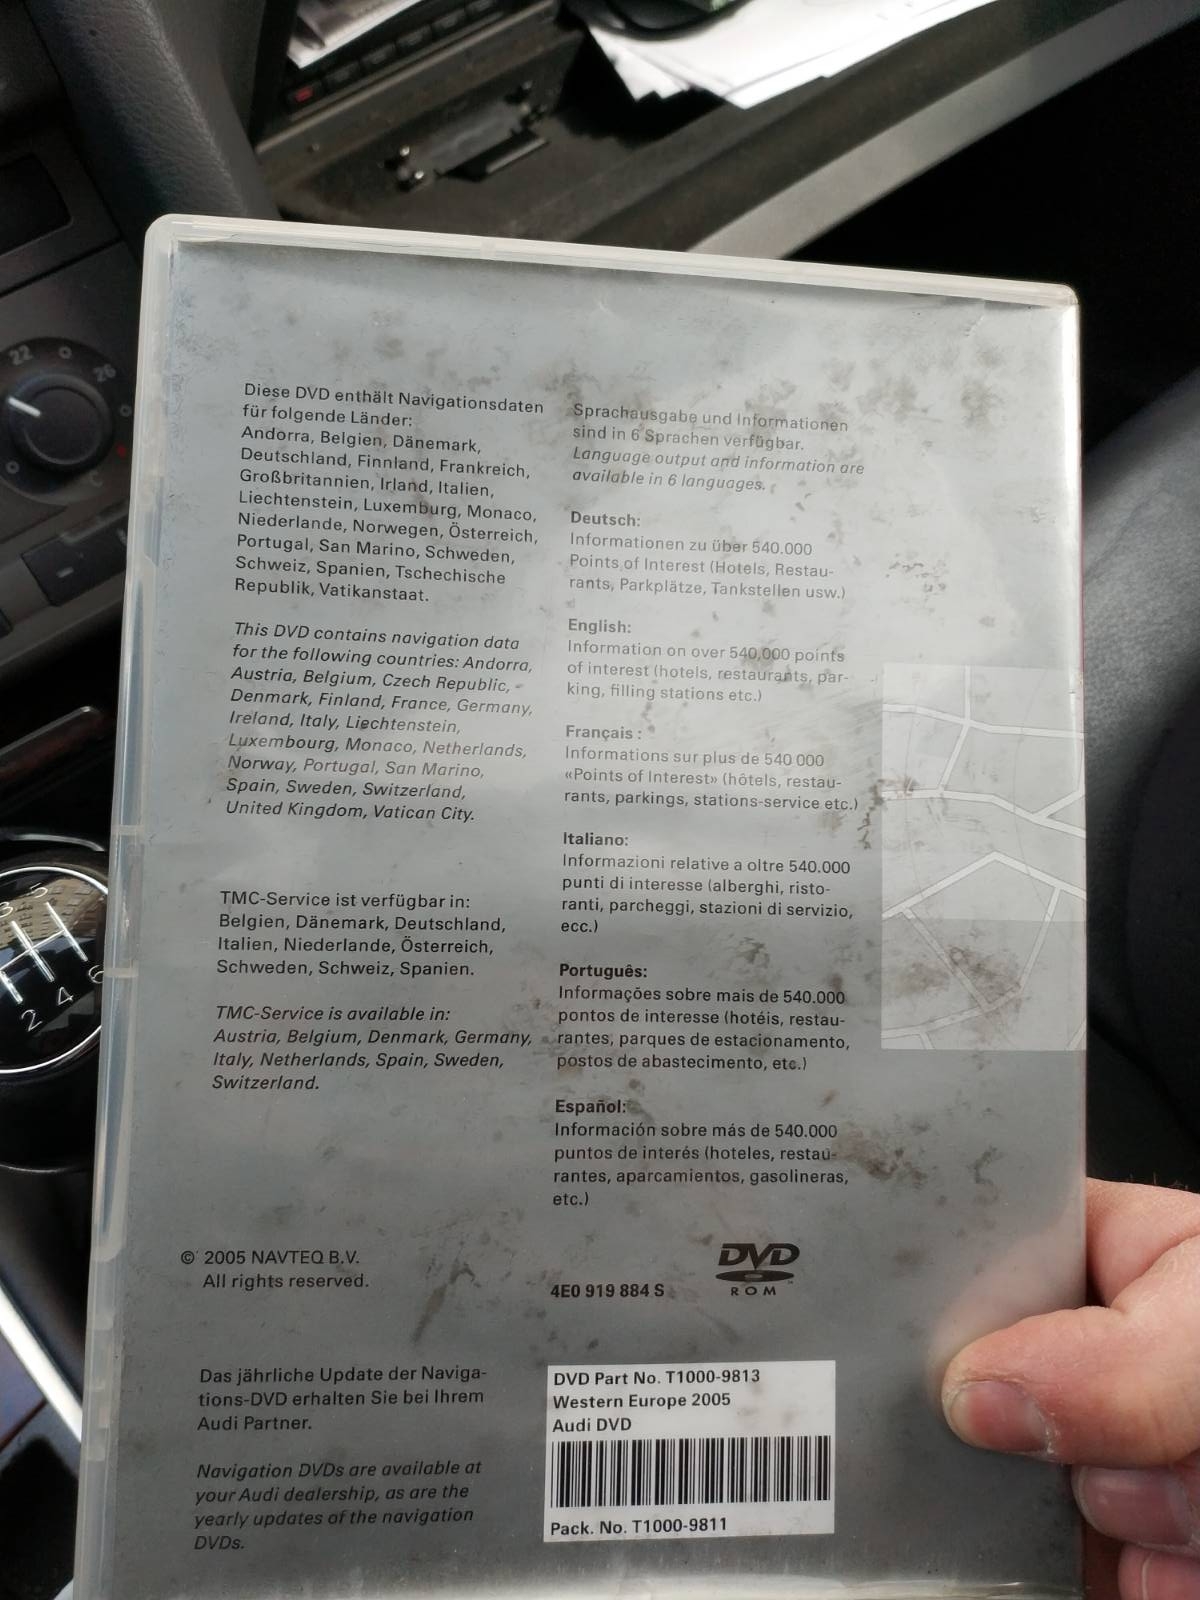 22
26
3 5
2 4 6
Diese DVD enthält Navigationsdaten
für folgende Länder:
Andorra, Belgien, Dänemark,
Deutschland, Finnland, Frankreich,
Großbritannien, Irland, Italien,
Liechtenstein, Luxemburg, Monaco,
Niederlande, Norwegen, Österreich,
Portugal, San Marino, Schweden,
Schweiz, Spanien, Tschechische
Republik, Vatikanstaat.
This DVD contains navigation data
for the following countries: Andorra,
Austria, Belgium, Czech Republic,
Denmark, Finland, France, Germany,
Ireland, Italy, Liechtenstein,
Luxembourg, Monaco, Netherlands,
Norway, Portugal, San Marino,
Spain, Sweden, Switzerland,
United Kingdom, Vatican City.
TMC-Service ist verfügbar in:
Belgien, Dänemark, Deutschland,
Italien, Niederlande, Österreich,
Schweden, Schweiz, Spanien.
TMC-Service is available in:
Austria, Belgium, Denmark, Germany,
Italy, Netherlands, Spain, Sweden,
Switzerland.
© 2005 NAVTEQ B.V.
All rights reserved.
Das jährliche Update der Naviga-
tions-DVD erhalten Sie bei Ihrem
Audi Partner.
Navigation DVDs are available at
your Audi dealership, as are the
yearly updates of the navigation
DVDs.
Sprachausgabe und Informationen
sind in 6 Sprachen verfügbar.
Language output and information are
available in 6 languages.
Deutsch:
Informationen zu über 540.000
Points of Interest (Hotels, Restau-
rants, Parkplätze, Tankstellen usw.)
English:
Information on over 540,000 points
of interest (hotels, restaurants, par-
king, filling stations etc.)
Français :
Informations sur plus de 540 000
«Points of Interest» (hôtels, restau-
rants, parkings, stations-service etc.)
Italiano:
Informazioni relative a oltre 540.000
punti di interesse (alberghi, risto-
ranti, parcheggi, stazioni di servizio,
ecc.)
Português:
Informações sobre mais de 540.000
pontos de interesse (hotéis, restau-
rantes, parques de estacionamento,
postos de abastecimento, etc.)
Español:
Información sobre más de 540.000
puntos de interés (hoteles, restau-
rantes, aparcamientos, gasolineras,
etc.)
4E0 919 884 S
DVD
ROM
DVD Part No. T1000-9813
Western Europe 2005
Audi DVD
Pack. No. T1000-9811